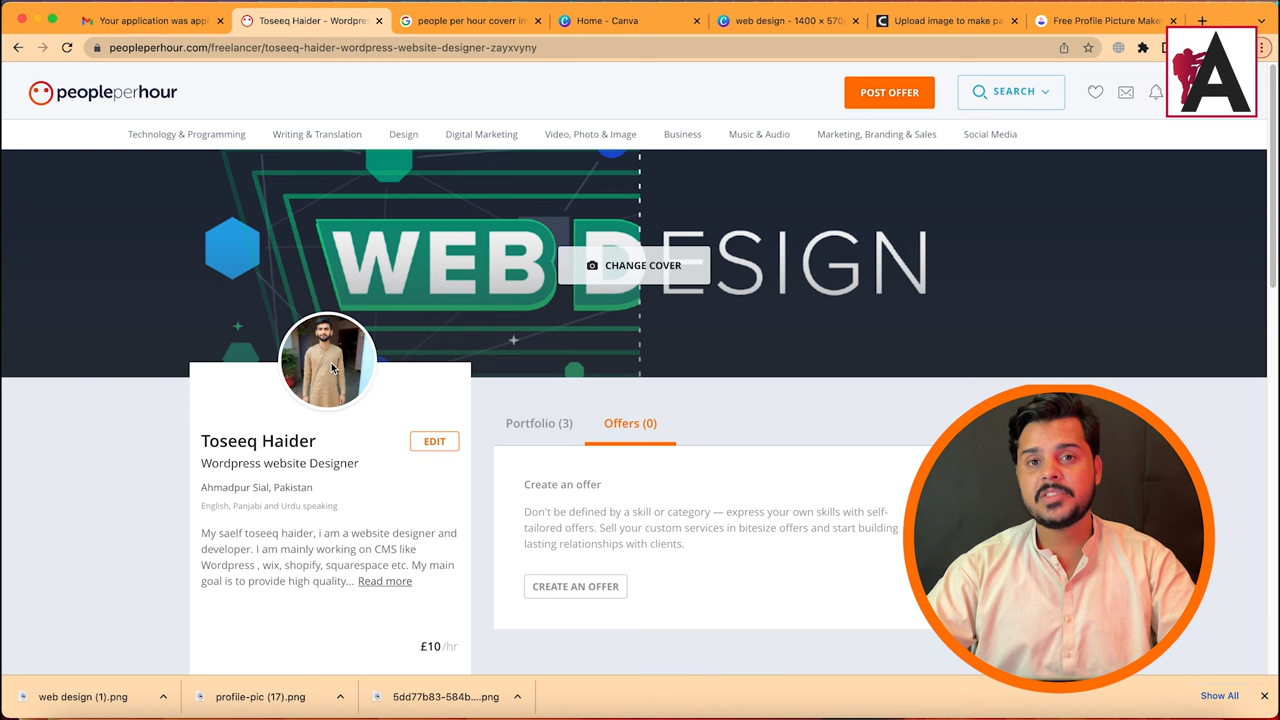 Your application was appr
Toseeq Haider - Wordpres
people per hour coverr im
Home - Canva
web design - 1400 × 570
Upload image to make pa
Free Profile Picture Make
peopleperhour.com/freelancer/toseeq-haider-wordpress-website-designer-zayxvyny
A
peopleperhour
POST OFFER
SEARCH
Technology & Programming
Writing & Translation
Design
Digital Marketing
Video, Photo & Image
Business
Music & Audio
Marketing, Branding & Sales
Social Media
WEB DESIGN
CHANGE COVER
Portfolio (3)
Offers (0)
Toseeq Haider
EDIT
Wordpress website Designer
Ahmadpur Sial, Pakistan
English, Panjabi and Urdu speaking
My saelf toseeq haider, i am a website designer and
developer. I am mainly working on CMS like
Wordpress , wix, shopify, squarespace etc. My main
goal is to provide high quality... Read more
£10/hr
Create an offer
Don't be defined by a skill or category — express your own skills with self-
tailored offers. Sell your custom services in bitesize offers and start building
lasting relationships with clients.
CREATE AN OFFER
web design (1).png
profile-pic (17).png
5dd77b83-584b....png
Show All